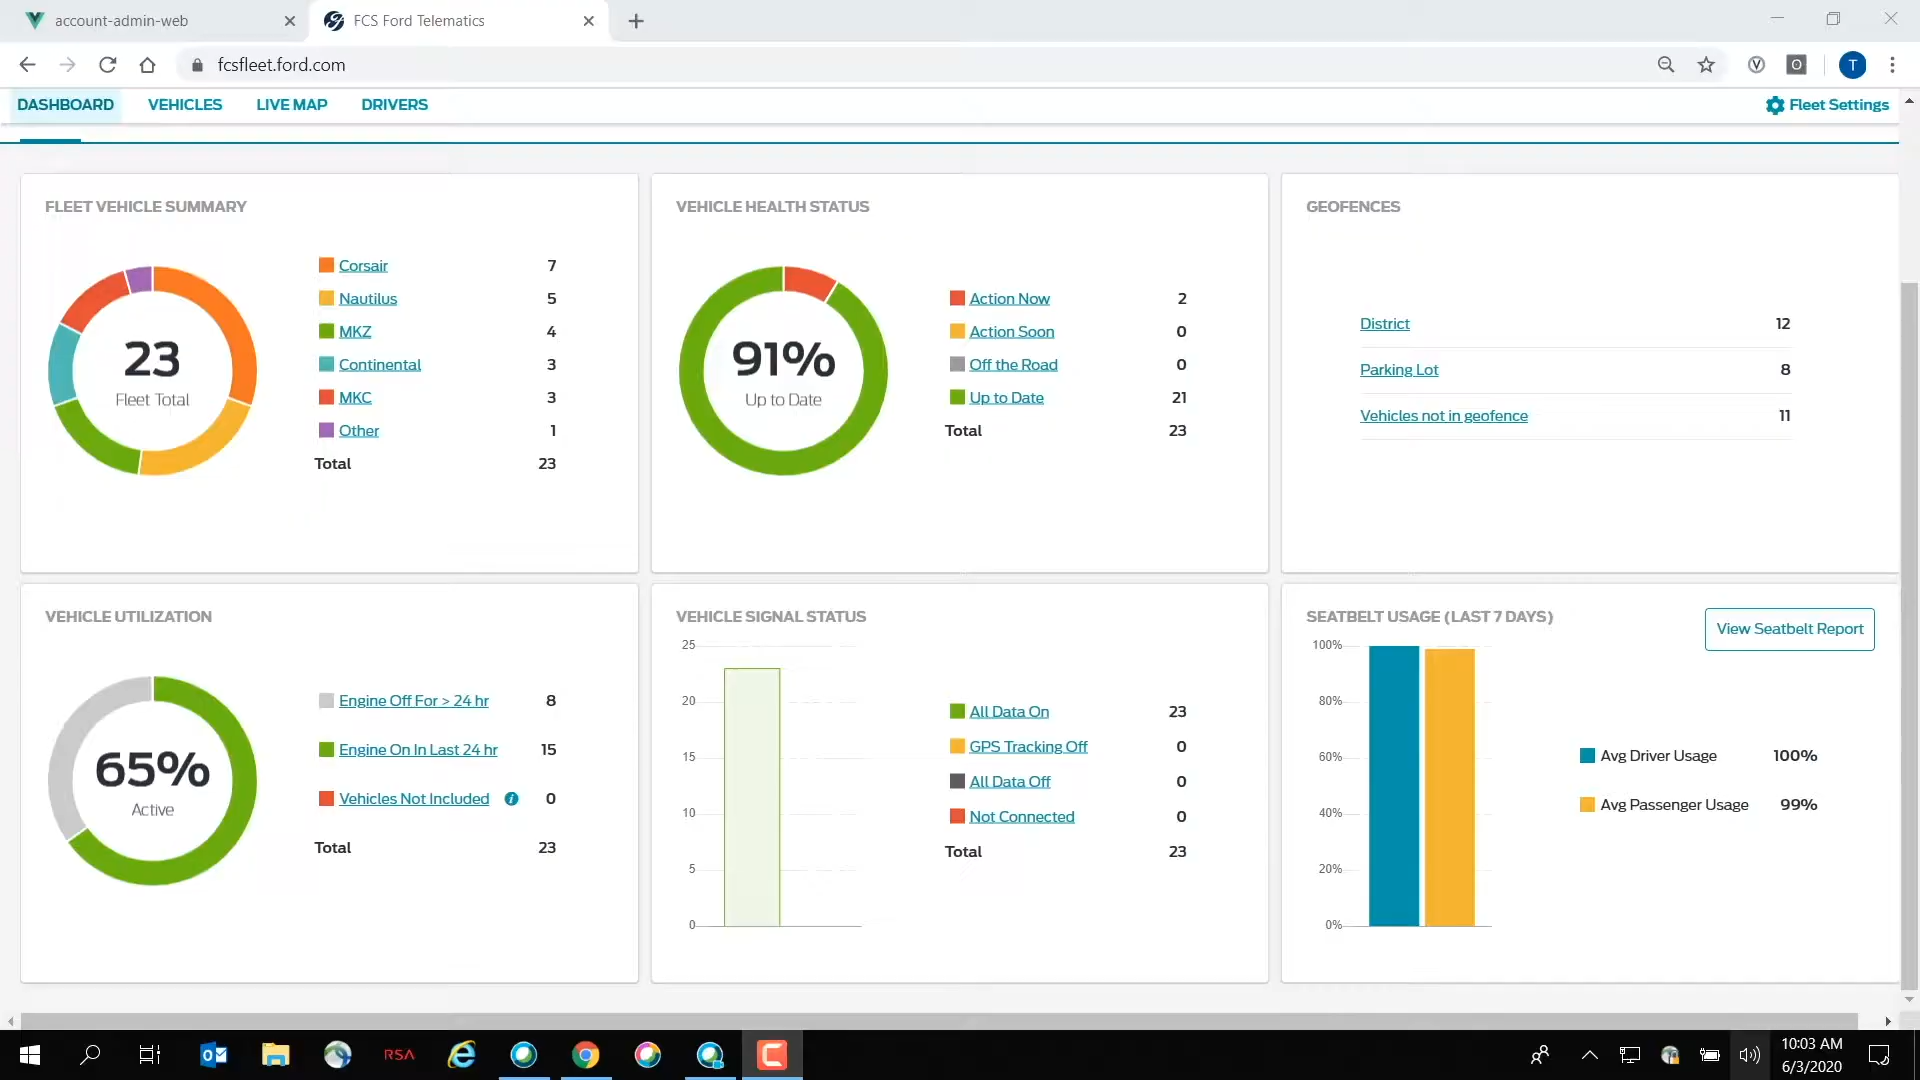 account-admin-web
FCS Ford Telematics
fcsfleet.ford.com
T
DASHBOARD
VEHICLES
LIVE MAP
DRIVERS
Fleet Settings
FLEET VEHICLE SUMMARY
23
Fleet Total
Corsair 7
Nautilus 5
MKZ 4
Continental 3
MKC 3
Other 1
Total 23
VEHICLE HEALTH STATUS
91%
Up to Date
Action Now 2
Action Soon 0
Off the Road 0
Up to Date 21
Total 23
GEOFENCES
District 12
Parking Lot 8
Vehicles not in geofence 11
VEHICLE UTILIZATION
65%
Active
Engine Off For > 24 hr 8
Engine On In Last 24 hr 15
Vehicles Not Included i 0
Total 23
VEHICLE SIGNAL STATUS
25
20
15
10
5
0
All Data On 23
GPS Tracking Off 0
All Data Off 0
Not Connected 0
Total 23
SEATBELT USAGE (LAST 7 DAYS)
View Seatbelt Report
100%
80%
60%
40%
20%
0%
Avg Driver Usage 100%
Avg Passenger Usage 99%
RSA
10:03 AM
6/3/2020